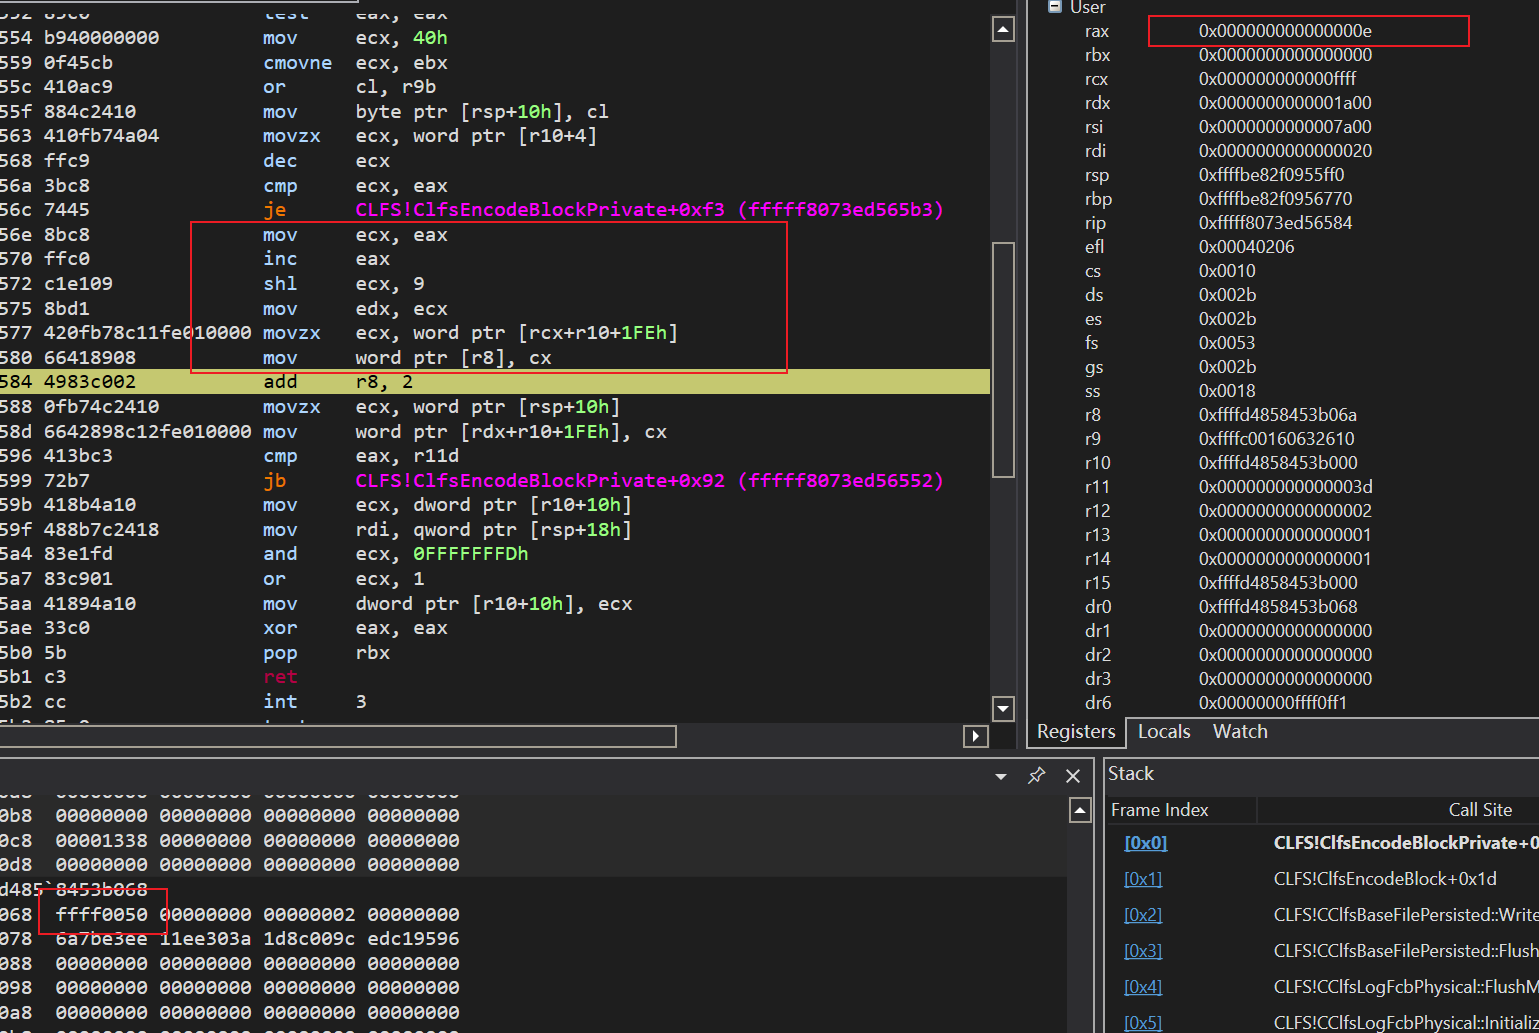 554 b940000000 mov ecx, 40h
559 0f45cb cmovne ecx, ebx
55c 410ac9 or cl, r9b
55f 884c2410 mov byte ptr [rsp+10h], cl
563 410fb74a04 movzx ecx, word ptr [r10+4]
568 ffc9 dec ecx
56a 3bc8 cmp ecx, eax
56c 7445 je CLFS!ClfsEncodeBlockPrivate+0xf3 (fffff8073ed565b3)
56e 8bc8 mov ecx, eax
570 ffc0 inc eax
572 c1e109 shl ecx, 9
575 8bd1 mov edx, ecx
577 420fb78c11fe010000 movzx ecx, word ptr [rcx+r10+1FEh]
580 66418908 mov word ptr [r8], cx
584 4983c002 add r8, 2
588 0fb74c2410 movzx ecx, word ptr [rsp+10h]
58d 6642898c12fe010000 mov word ptr [rdx+r10+1FEh], cx
596 413bc3 cmp eax, r11d
599 72b7 jb CLFS!ClfsEncodeBlockPrivate+0x92 (fffff8073ed56552)
59b 418b4a10 mov ecx, dword ptr [r10+10h]
59f 488b7c2418 mov rdi, qword ptr [rsp+18h]
5a4 83e1fd and ecx, 0FFFFFFFDh
5a7 83c901 or ecx, 1
5aa 41894a10 mov dword ptr [r10+10h], ecx
5ae 33c0 xor eax, eax
5b0 5b pop rbx
5b1 c3 ret
5b2 cc int 3
User
rax 0x000000000000000e
rbx 0x0000000000000000
rcx 0x000000000000ffff
rdx 0x0000000000001a00
rsi 0x0000000000007a00
rdi 0x0000000000000020
rsp 0xffffbe82f0955ff0
rbp 0xffffbe82f0956770
rip 0xfffff8073ed56584
efl 0x00040206
cs 0x0010
ds 0x002b
es 0x002b
fs 0x0053
gs 0x002b
ss 0x0018
r8 0xffffd4858453b06a
r9 0xffffc00160632610
r10 0xffffd4858453b000
r11 0x000000000000003d
r12 0x0000000000000002
r13 0x0000000000000001
r14 0x0000000000000001
r15 0xffffd4858453b000
dr0 0xffffd4858453b068
dr1 0x0000000000000000
dr2 0x0000000000000000
dr3 0x0000000000000000
dr6 0x00000000ffff0ff1
Registers Locals Watch
0b8 00000000 00000000 00000000 00000000
0c8 00001338 00000000 00000000 00000000
0d8 00000000 00000000 00000000 00000000
d485`8453b068
068 ffff0050 00000000 00000002 00000000
078 6a7be3ee 11ee303a 1d8c009c edc19596
088 00000000 00000000 00000000 00000000
098 00000000 00000000 00000000 00000000
0a8 00000000 00000000 00000000 00000000
Stack
Frame Index Call Site
[0x0] CLFS!ClfsEncodeBlockPrivate+0
[0x1] CLFS!ClfsEncodeBlock+0x1d
[0x2] CLFS!CClfsBaseFilePersisted::Write
[0x3] CLFS!CClfsBaseFilePersisted::Flush
[0x4] CLFS!CClfsLogFcbPhysical::FlushM
[0x5] CLFS!CClfsLogFcbPhysical::Initializ